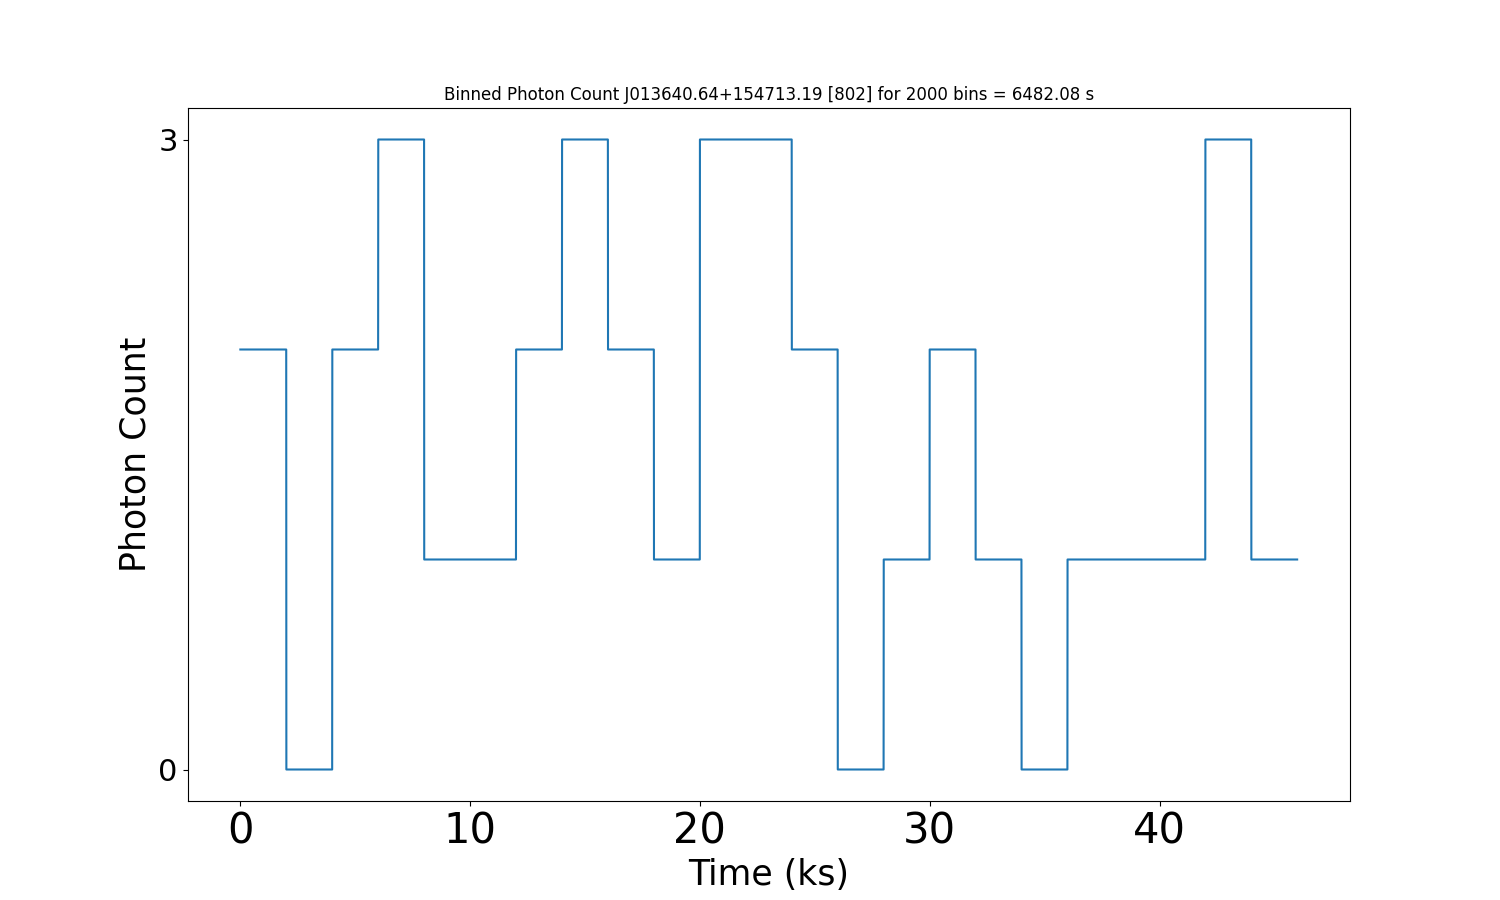 Binned Photon Count J013640.64+154713.19 [802] for 2000 bins = 6482.08 s
3
Photon Count
0
0 10 20 30 40
Time (ks)